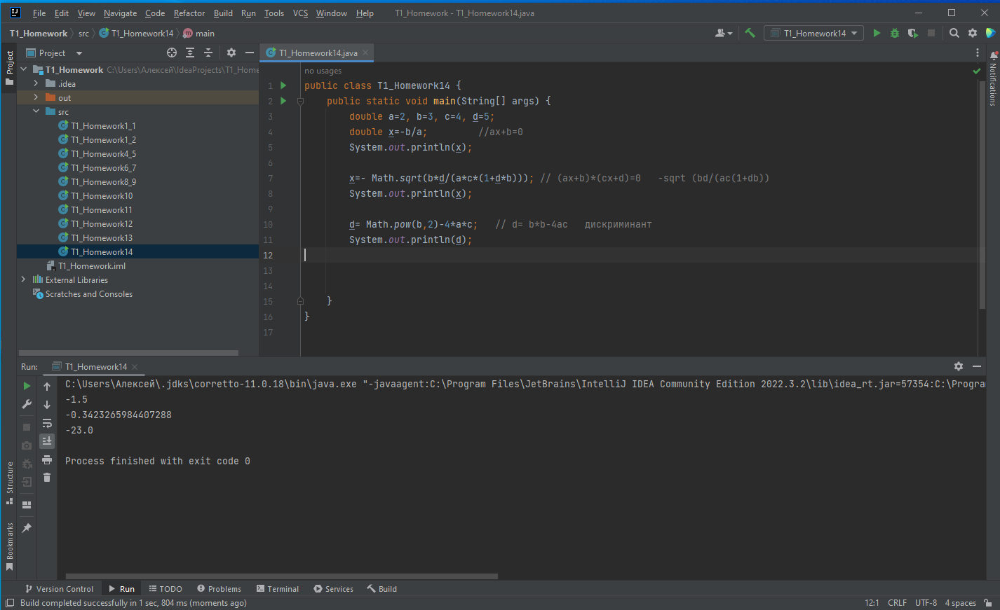 File Edit View Navigate Code Refactor Build Run Tools VCS Window Help T1_Homework - T1_Homework14.java
T1_Homework src T1_Homework14 main T1_Homework14
Project
T1_Homework14.java
Project
Notifications
T1_Homework C:\Users\Алексей\IdeaProjects\T1_Home
.idea
out
src
T1_Homework1_1
T1_Homework1_2
T1_Homework4_5
T1_Homework6_7
T1_Homework8_9
T1_Homework10
T1_Homework11
T1_Homework12
T1_Homework13
T1_Homework14
T1_Homework.iml
External Libraries
Scratches and Consoles
no usages
1 public class T1_Homework14 {
2 public static void main(String[] args) {
3 double a=2, b=3, c=4, d=5;
4 double x=-b/a; //ax+b=0
5 System.out.println(x);
6
7 x=- Math.sqrt(b*d/(a*c*(1+d*b))); // (ax+b)*(cx+d)=0 -sqrt (bd/(ac(1+db))
8 System.out.println(x);
9
10 d= Math.pow(b,2)-4*a*c; // d= b*b-4ac дискриминант
11 System.out.println(d);
12
13
14
15 }
16 }
17
Run: T1_Homework14
C:\Users\Алексей\.jdks\corretto-11.0.18\bin\java.exe "-javaagent:C:\Program Files\JetBrains\IntelliJ IDEA Community Edition 2022.3.2\lib\idea_rt.jar=57354:C:\Program
-1.5
-0.3423265984407288
-23.0
Process finished with exit code 0
Structure
Bookmarks
Version Control Run TODO Problems Terminal Services Build
Build completed successfully in 1 sec, 804 ms (moments ago) 12:1 CRLF UTF-8 4 spaces